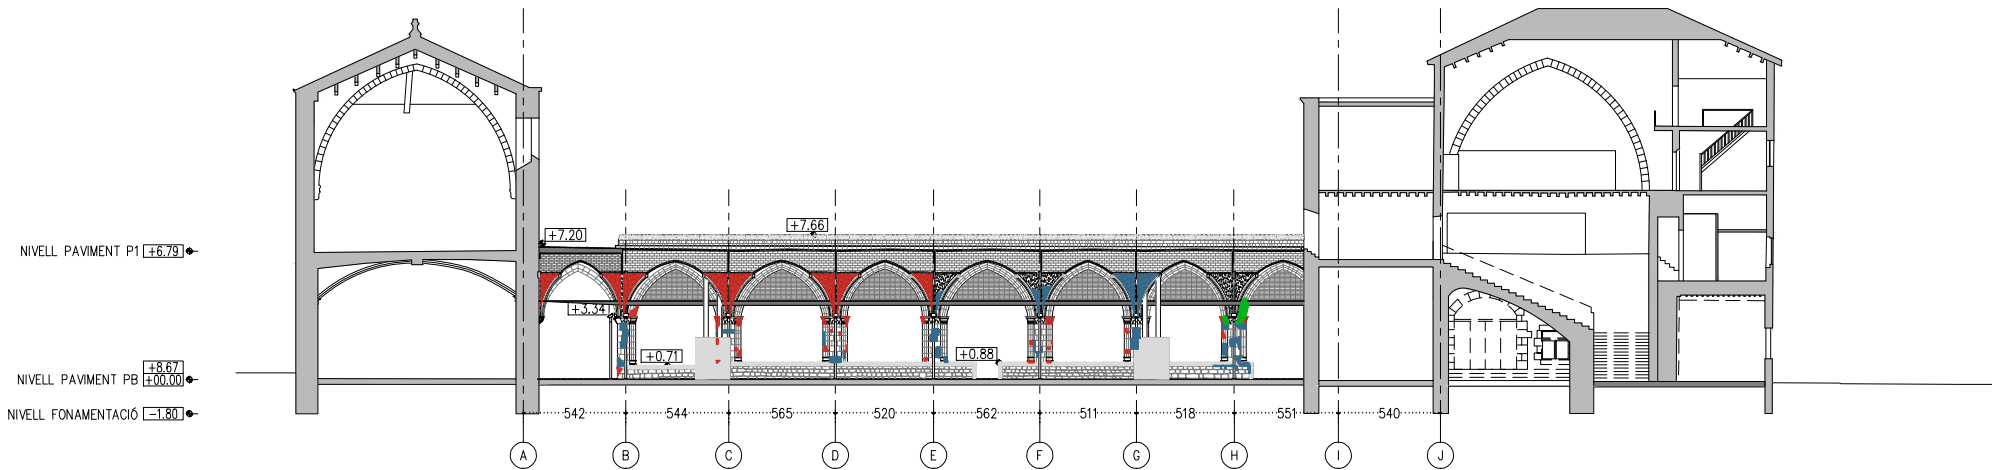 +7.66
+7.20
NIVELL PAVIMENT P1 +6.79
+3.34
+0.71 +0.88
+8.67
NIVELL PAVIMENT PB +00.00
NIVELL FONAMENTACIÓ -1.80
542 544 565 520 562 511 518 551 540
A B C D E F G H I J